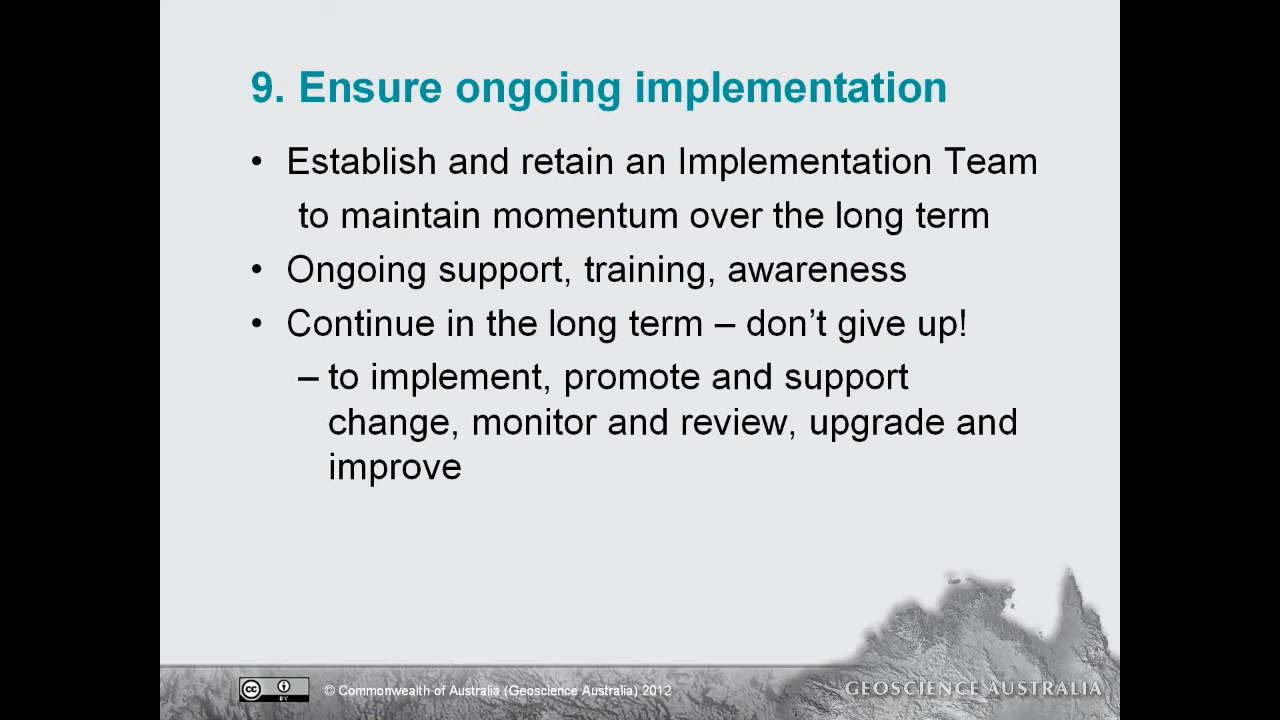 9. Ensure ongoing implementation
• Establish and retain an Implementation Team
to maintain momentum over the long term
• Ongoing support, training, awareness
• Continue in the long term – don’t give up!
– to implement, promote and support
change, monitor and review, upgrade and
improve
cc BY
© Commonwealth of Australia (Geoscience Australia) 2012
GEOSCIENCE AUSTRALIA